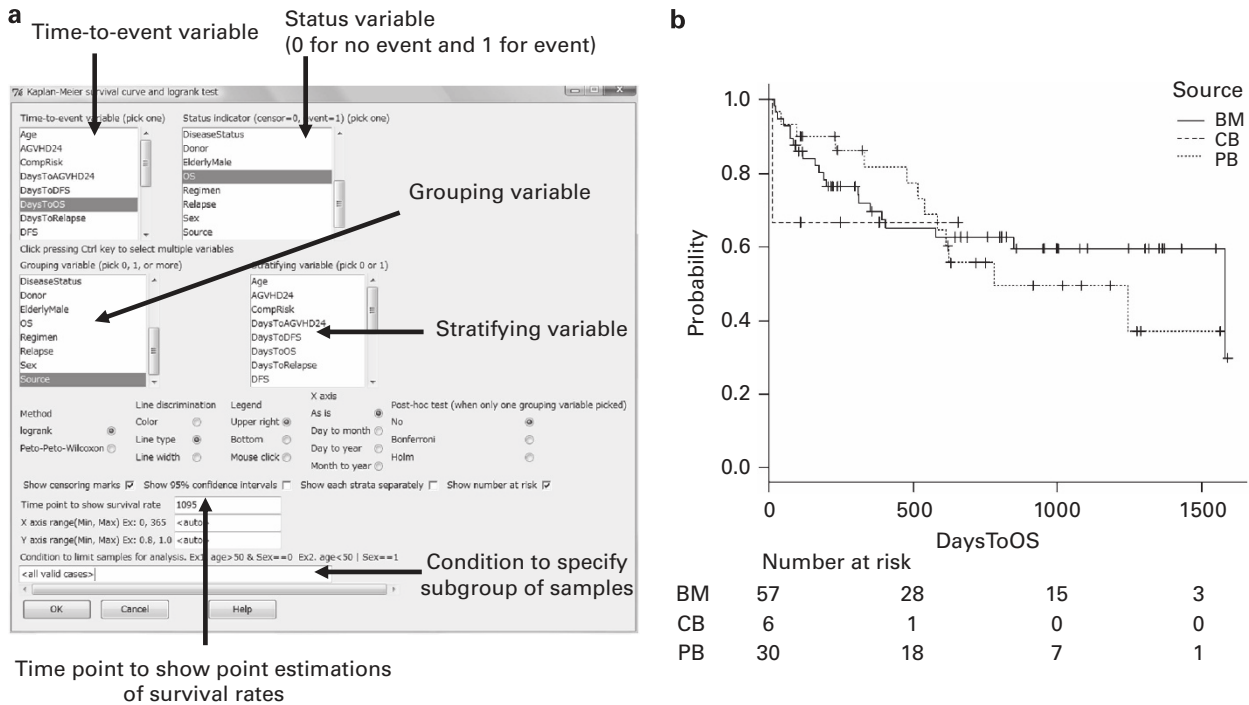 a
Time-to-event variable
Status variable
(0 for no event and 1 for event)
Kaplan-Meier survival curve and logrank test
Time-to-event variable (pick one)
Status indicator (censor=0, event=1) (pick one)
Age
AGVHD24
CompRisk
DaysToAGVHD24
DaysToDFS
DaysToOS
DaysToRelapse
DFS
DiseaseStatus
Donor
ElderlyMale
OS
Regimen
Relapse
Sex
Source
Grouping variable
Click pressing Ctrl key to select multiple variables
Grouping variable (pick 0, 1, or more)
Stratifying variable (pick 0 or 1)
DiseaseStatus
Donor
ElderlyMale
OS
Regimen
Relapse
Sex
Source
Age
AGVHD24
CompRisk
DaysToAGVHD24
DaysToDFS
DaysToOS
DaysToRelapse
DFS
Stratifying variable
Method
logrank
Peto-Peto-Wilcoxon
Line discrimination
Color
Line type
Line width
Legend
Upper right
Bottom
Mouse click
X axis
As is
Day to month
Day to year
Month to year
Post-hoc test (when only one grouping variable picked)
No
Bonferroni
Holm
Show censoring marks Show 95% confidence intervals Show each strata separately Show number at risk
Time point to show survival rate 1095
X axis range(Min, Max) Ex: 0, 365 <auto>
Y axis range(Min, Max) Ex: 0.8, 1.0 <auto>
Condition to limit samples for analysis. Ex1. age>50 & Sex==0 Ex2. age<50 | Sex==1
<all valid cases>
OK Cancel Help
Condition to specify
subgroup of samples
Time point to show point estimations
of survival rates
b
Source
BM
CB
PB
Probability
1.0
0.8
0.6
0.4
0.2
0.0
0 500 1000 1500
DaysToOS
Number at risk
BM 57 28 15 3
CB 6 1 0 0
PB 30 18 7 1